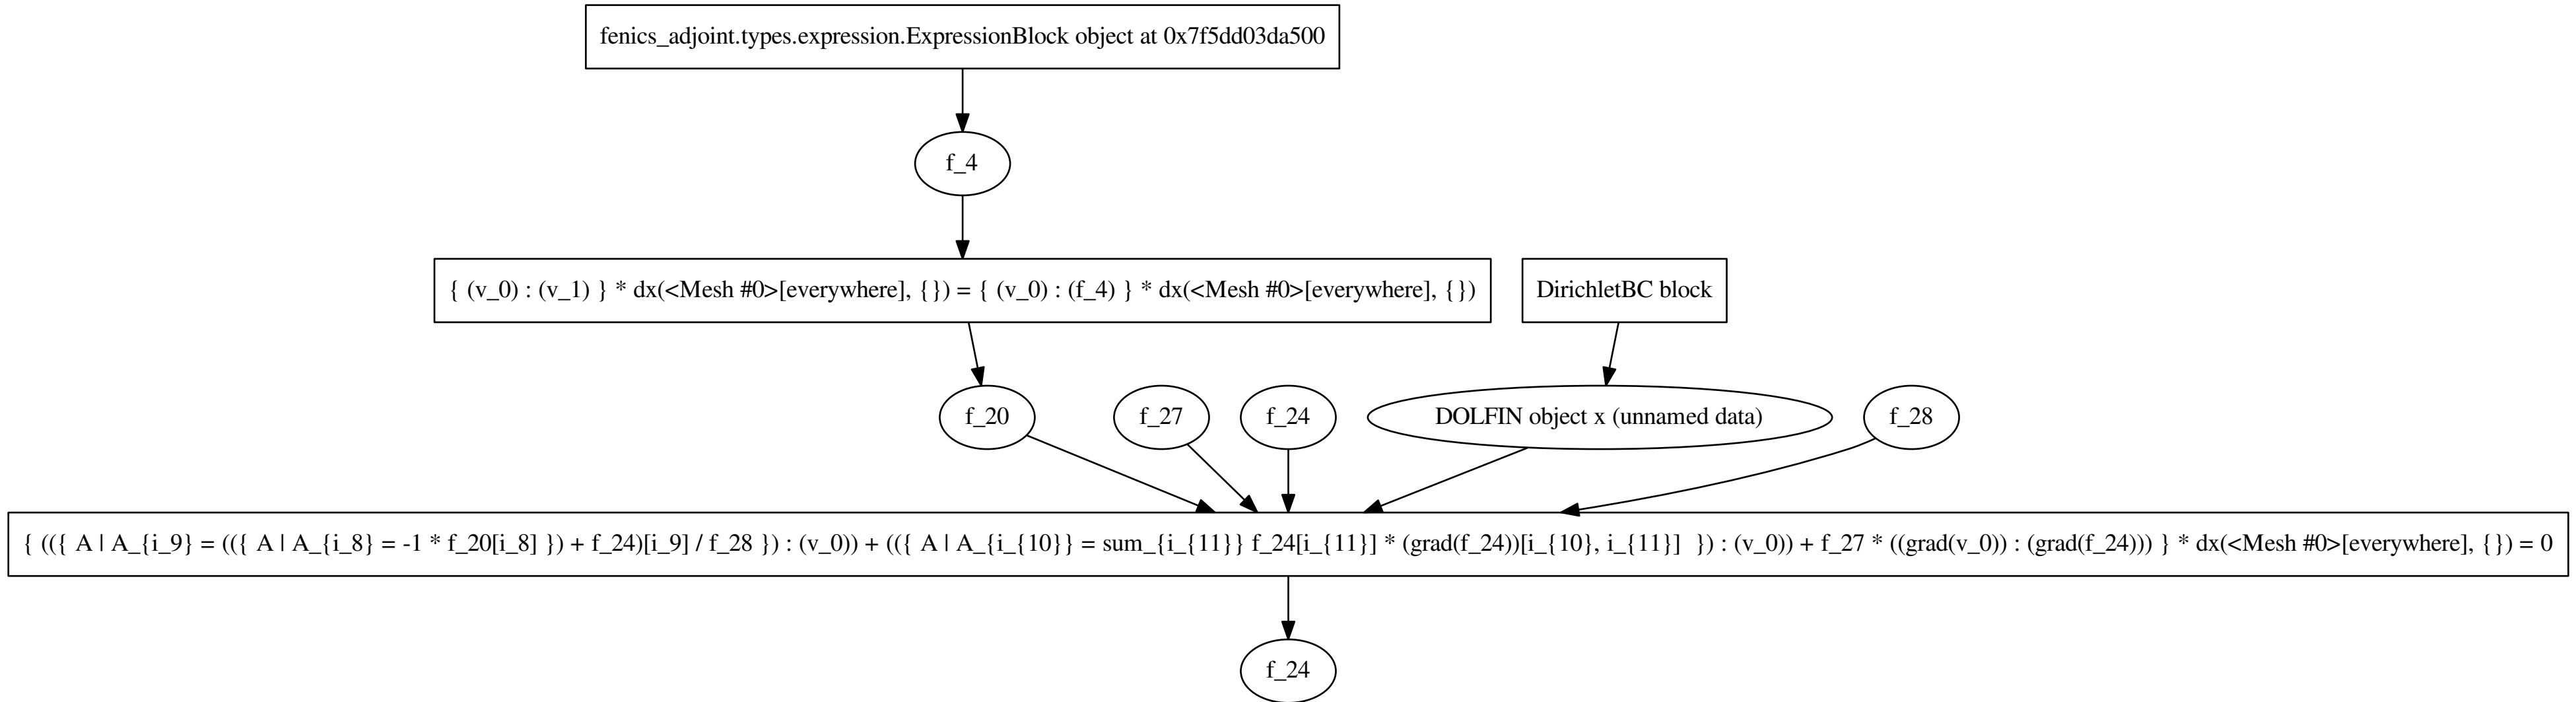 fenics_adjoint.types.expression.ExpressionBlock object at 0x7f5dd03da500
f_4
{ (v_0) : (v_1) } * dx(<Mesh #0>[everywhere], {}) = { (v_0) : (f_4) } * dx(<Mesh #0>[everywhere], {})
DirichletBC block
f_20
f_27
f_24
DOLFIN object x (unnamed data)
f_28
{ (({ A | A_{i_9} = (({ A | A_{i_8} = -1 * f_20[i_8] }) + f_24)[i_9] / f_28 }) : (v_0)) + (({ A | A_{i_{10}} = sum_{i_{11}} f_24[i_{11}] * (grad(f_24))[i_{10}, i_{11}]  }) : (v_0)) + f_27 * ((grad(v_0)) : (grad(f_24))) } * dx(<Mesh #0>[everywhere], {}) = 0
f_24